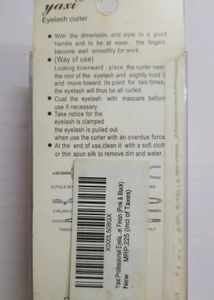 yaxi
Eyelash curler
With the dimenstin and style in a good
handle and to be at ease, the fingers
become well smoothly for work.
(Way of use)
Looking downward, place the curler near
the rool of the eyelash and slightly hold it
and move toward its point for two times,
the eyelash will thus be all curled.
Coat the eyelash with mascare before
use if necessary.
Take notice for the
eyelash is clamped
the eyelash is pulled out
when use the curler with an overdue force.
At the end of use,clean it with a soft cloth
or thin apun silk to remove dirt and water.
CUTICLE
EYELASH
X000L508GX
Yaxi Professional Eyela...el Finish (Pink & Black)
New
MRP:225 (Incl of Taxes)